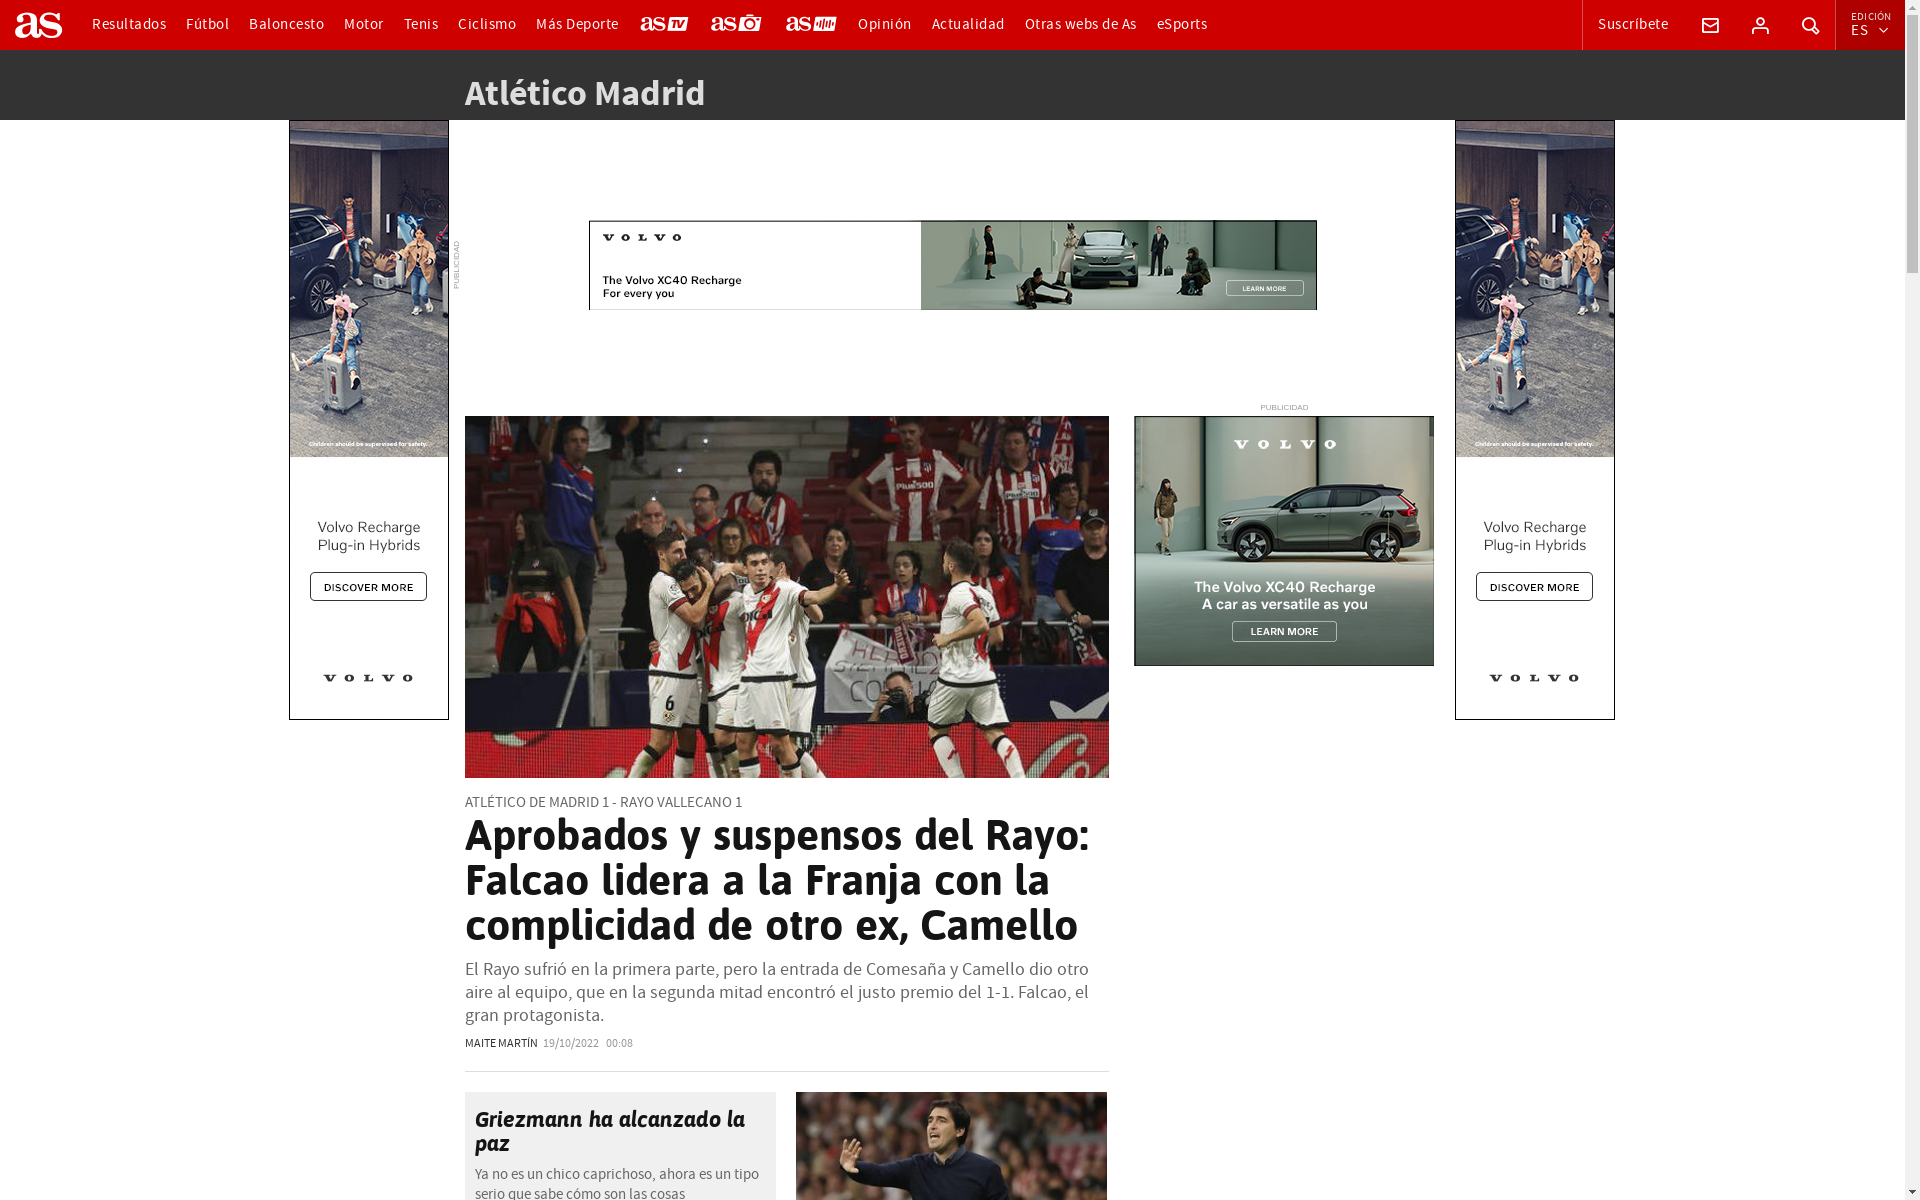 as
Resultados
Fútbol
Baloncesto
Motor
Tenis
Ciclismo
Más Deporte
as TV
as
as
Opinión
Actualidad
Otras webs de As
eSports
Suscríbete
EDICIÓN
ES
Atlético Madrid
PUBLICIDAD
VOLVO
The Volvo XC40 Recharge
For every you
LEARN MORE
Children should be supervised for safety.
Volvo Recharge
Plug-in Hybrids
DISCOVER MORE
VOLVO
PUBLICIDAD
VOLVO
The Volvo XC40 Recharge
A car as versatile as you
LEARN MORE
Children should be supervised for safety.
Volvo Recharge
Plug-in Hybrids
DISCOVER MORE
VOLVO
Plus500
6
ATLÉTICO DE MADRID 1 - RAYO VALLECANO 1
Aprobados y suspensos del Rayo:
Falcao lidera a la Franja con la
complicidad de otro ex, Camello
El Rayo sufrió en la primera parte, pero la entrada de Comesaña y Camello dio otro
aire al equipo, que en la segunda mitad encontró el justo premio del 1-1. Falcao, el
gran protagonista.
MAITE MARTÍN 19/10/2022 00:08
Griezmann ha alcanzado la
paz
Ya no es un chico caprichoso, ahora es un tipo
serio que sabe cómo son las cosas